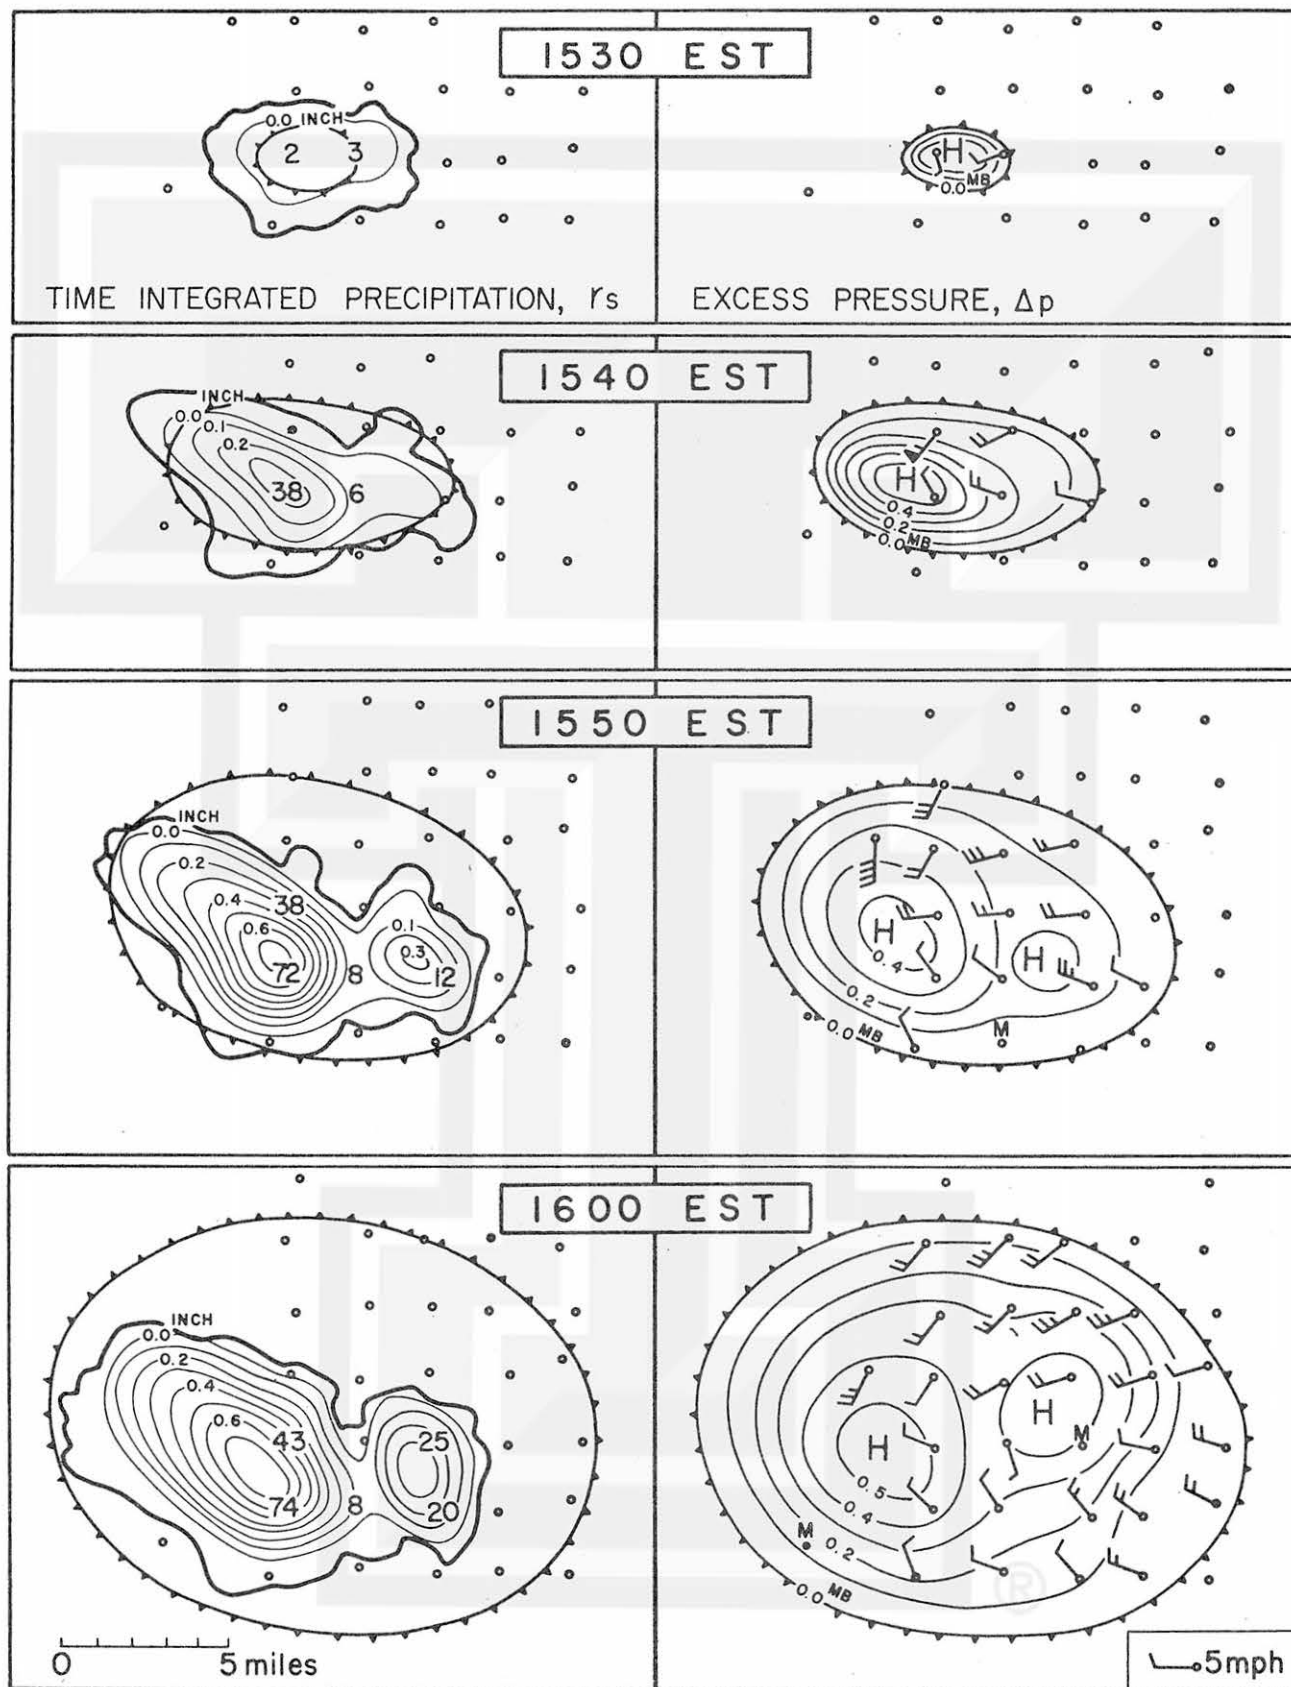 1530 EST
0.0 INCH
2 3
H
0.0 MB
TIME INTEGRATED PRECIPITATION, rs
EXCESS PRESSURE, Δp
1540 EST
INCH
0.0
0.1
0.2
38 6
H
0.4
0.2
0.0 MB
1550 EST
INCH
0.0
0.2
0.4
38
0.6
72
8
0.1
0.3
12
H
H
0.4
0.2
0.0 MB
M
1600 EST
INCH
0.0
0.2
0.4
0.6
43
74
8
25
20
H
H
M
0.5
0.4
0.2
M
0.0 MB
®
0 5 miles
5mph